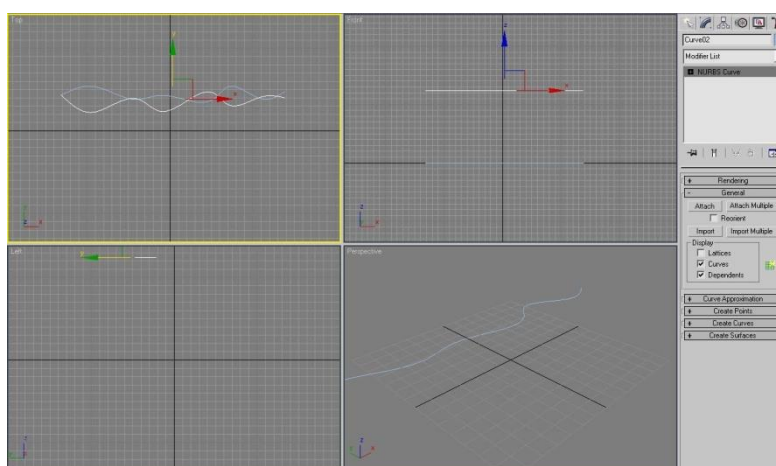 Top
Front
Left
Perspective
y
x
z
x
z
x
z
x
y
z
y
z
x
Curve02
Modifier List
NURBS Curve
+ Rendering
- General
Attach Attach Multiple
Reorient
Import Import Multiple
Display
Lattices
Curves
Dependents
+ Curve Approximation
+ Create Points
+ Create Curves
+ Create Surfaces